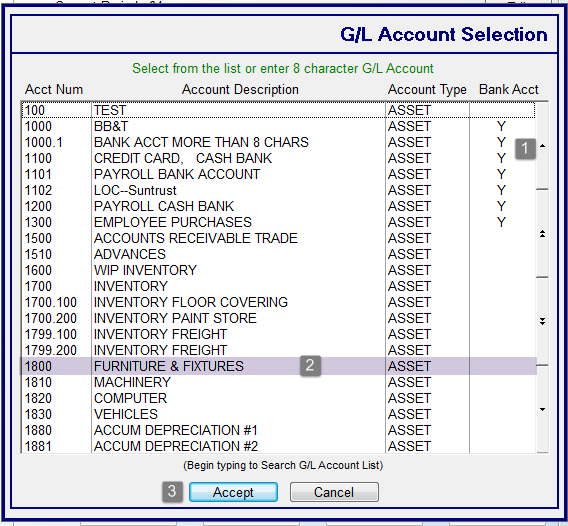 G/L Account Selection
Select from the list or enter 8 character G/L Account
Acct Num Account Description Account Type Bank Acct
100 TEST ASSET
1000 BB&T ASSET Y
1000.1 BANK ACCT MORE THAN 8 CHARS ASSET Y 1
1100 CREDIT CARD, CASH BANK ASSET Y
1101 PAYROLL BANK ACCOUNT ASSET Y
1102 LOC--Suntrust ASSET Y
1200 PAYROLL CASH BANK ASSET Y
1300 EMPLOYEE PURCHASES ASSET Y
1500 ACCOUNTS RECEIVABLE TRADE ASSET
1510 ADVANCES ASSET
1600 WIP INVENTORY ASSET
1700 INVENTORY ASSET
1700.100 INVENTORY FLOOR COVERING ASSET
1700.200 INVENTORY PAINT STORE ASSET
1799.100 INVENTORY FREIGHT ASSET
1799.200 INVENTORY FREIGHT ASSET
1800 FURNITURE & FIXTURES 2 ASSET
1810 MACHINERY ASSET
1820 COMPUTER ASSET
1830 VEHICLES ASSET
1880 ACCUM DEPRECIATION #1 ASSET
1881 ACCUM DEPRECIATION #2 ASSET
(Begin typing to Search G/L Account List)
3 Accept Cancel